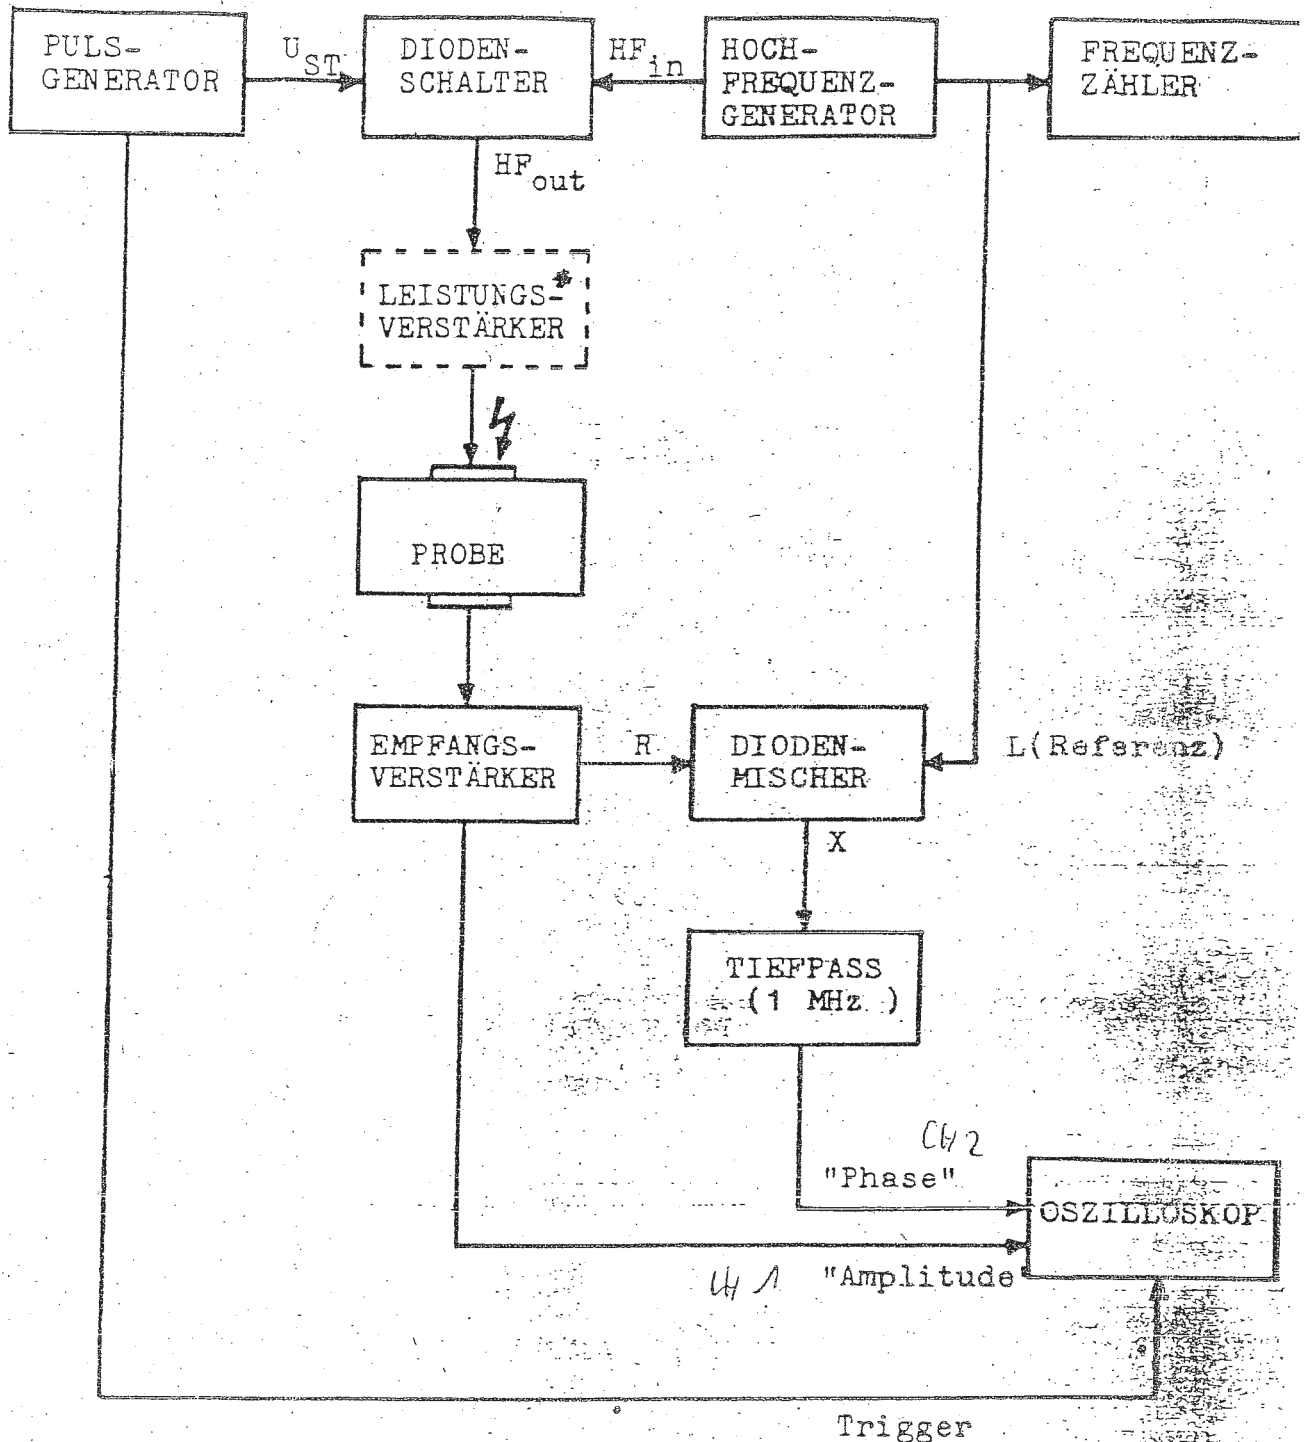 PULS-
GENERATOR
U_ST
DIODEN-
SCHALTER
HF_in
HOCH-
FREQUENZ-
GENERATOR
FREQUENZ-
ZÄHLER
HF_out
LEISTUNGS-*
VERSTÄRKER
PROBE
EMPFANGS-
VERSTÄRKER
R
DIODEN-
MISCHER
L(Referenz)
X
TIEFPASS
(1 MHz )
CH 2
"Phase"
OSZILLOSKOP
CH 1 "Amplitude"
Trigger